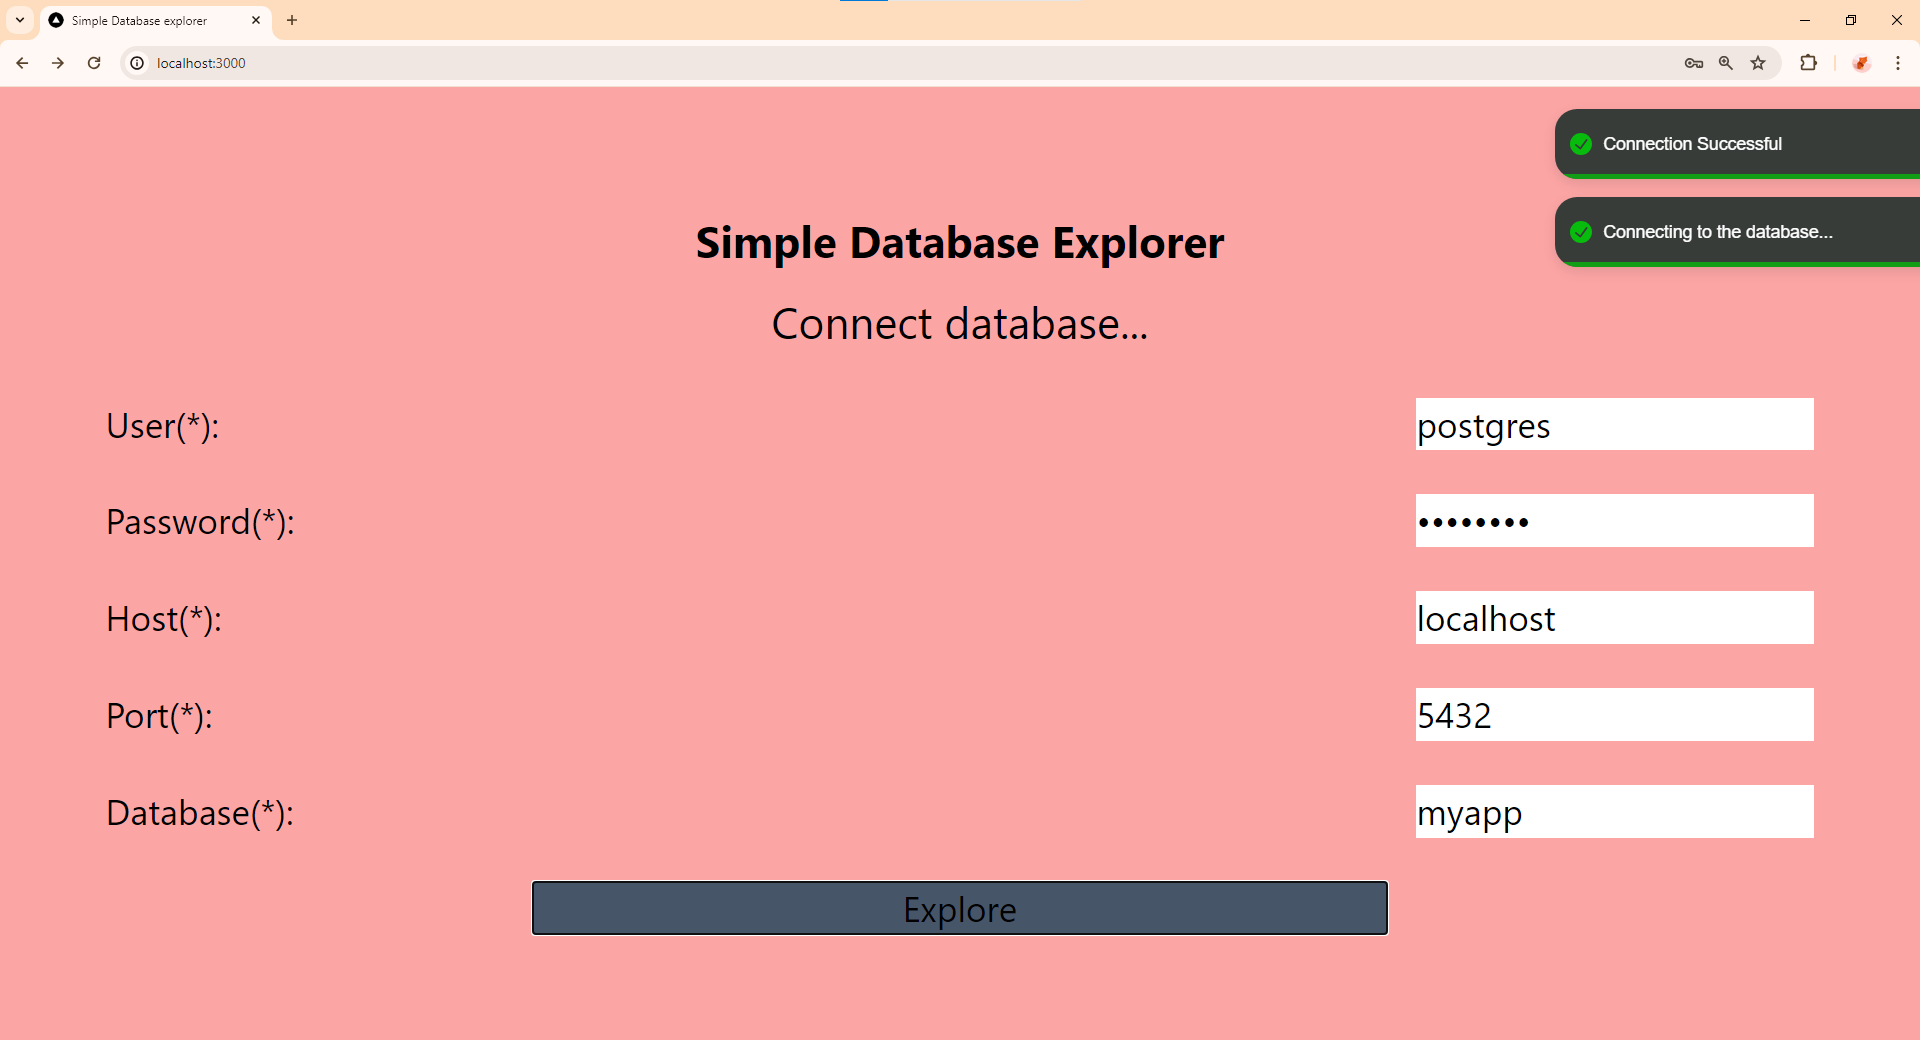 Simple Database explorer
localhost:3000
Connection Successful
Connecting to the database...
Simple Database Explorer
Connect database...
User(*):
postgres
Password(*):
••••••••
Host(*):
localhost
Port(*):
5432
Database(*):
myapp
Explore